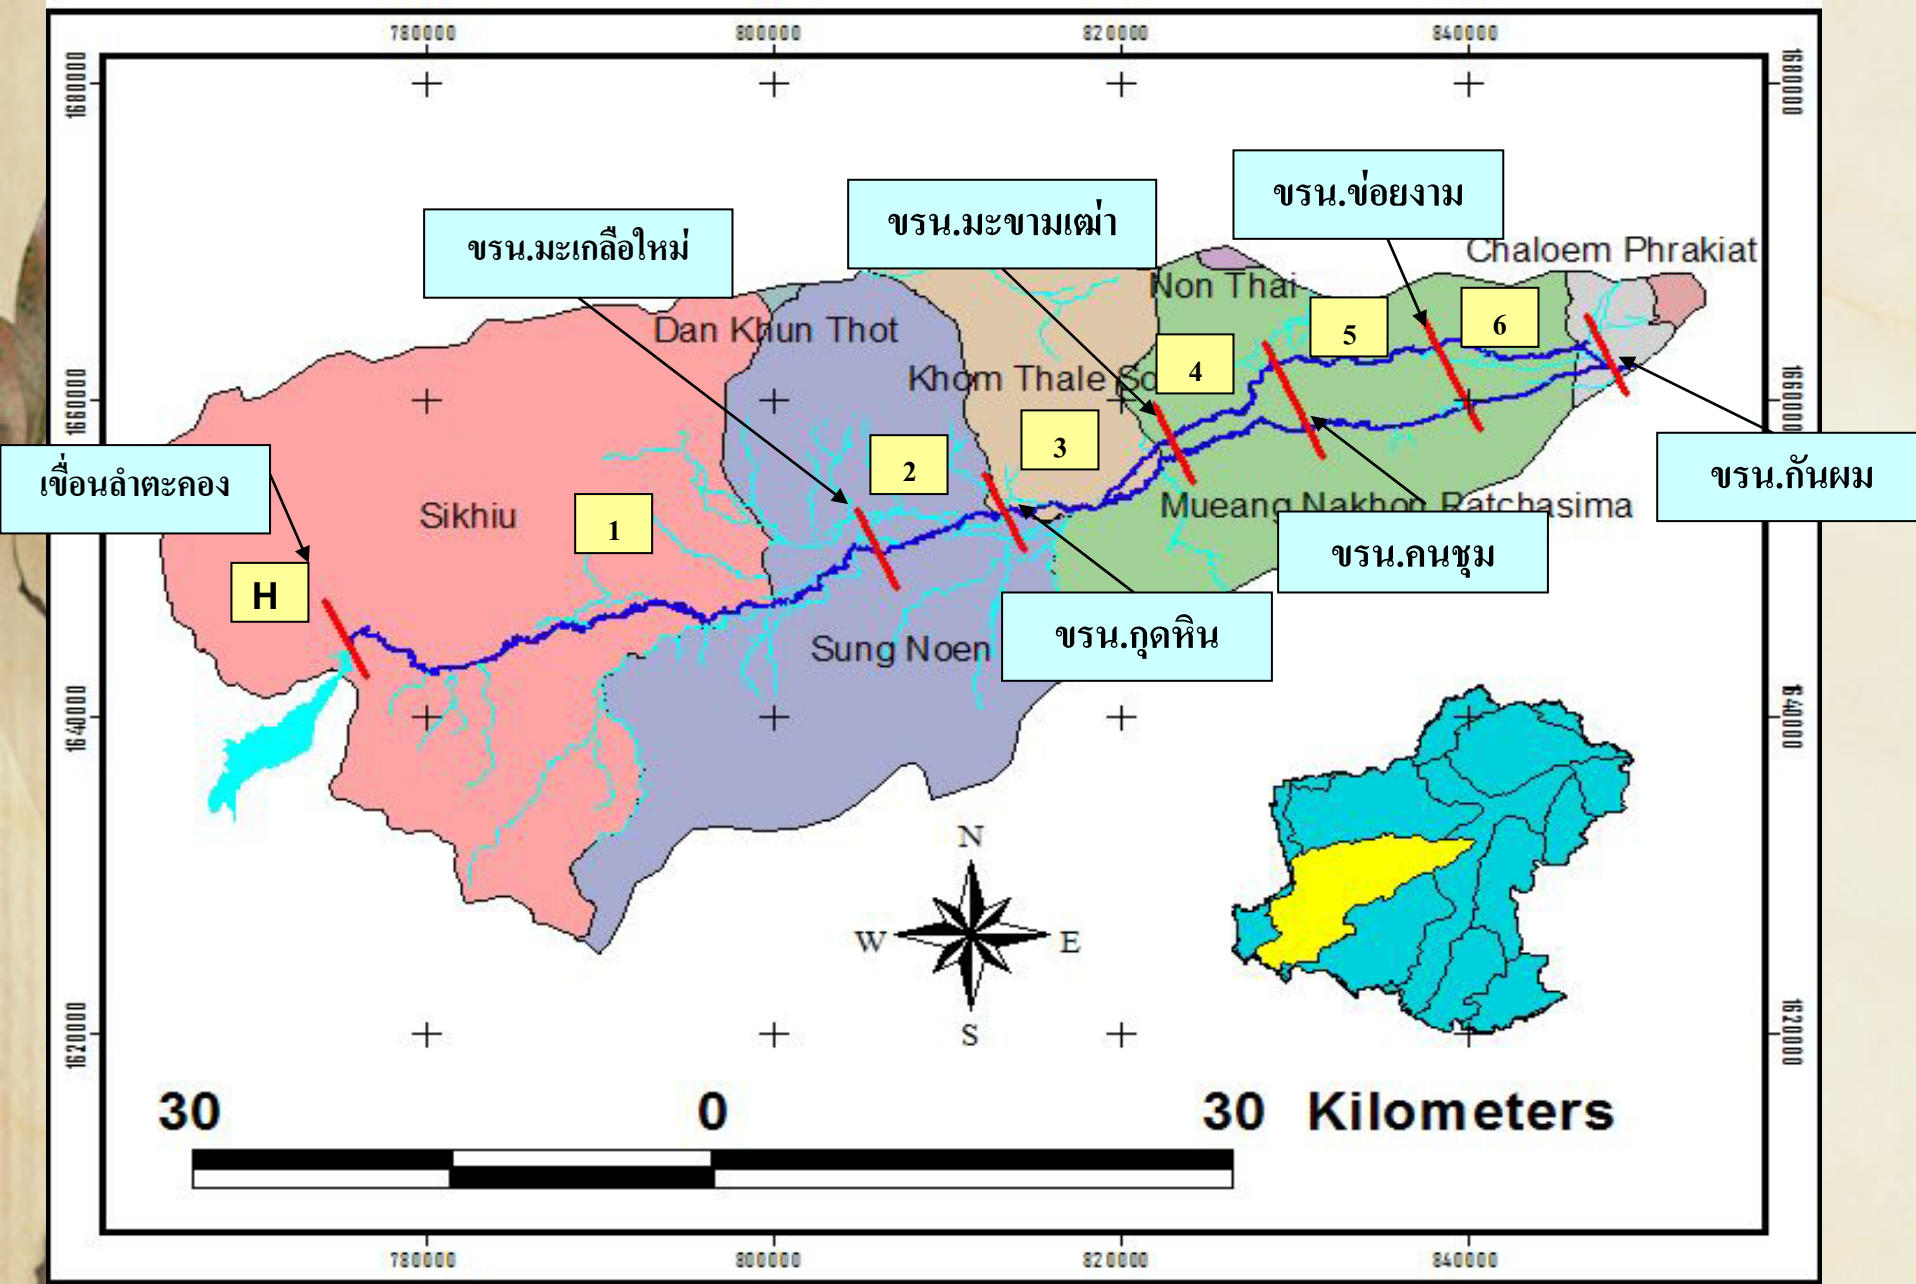 780000 800000 820000 840000
1680000 1680000
ขรน.ข่อยงาม
ขรน.มะขามเฒ่า
ขรน.มะเกลือใหม่
Chaloem Phrakiat
Non Thai
Dan Khun Thot
5
6
4
Khom Thale So
1660000 1660000
3
2
เขื่อนลำตะคอง
ขรน.กันผม
Sikhiu
1
Mueang Nakhon Ratchasima
ขรน.คนชุม
H
ขรน.กุดหิน
Sung Noen
1640000 1640000
N
W E
S
1620000 1620000
30 0 30 Kilometers
780000 800000 820000 840000